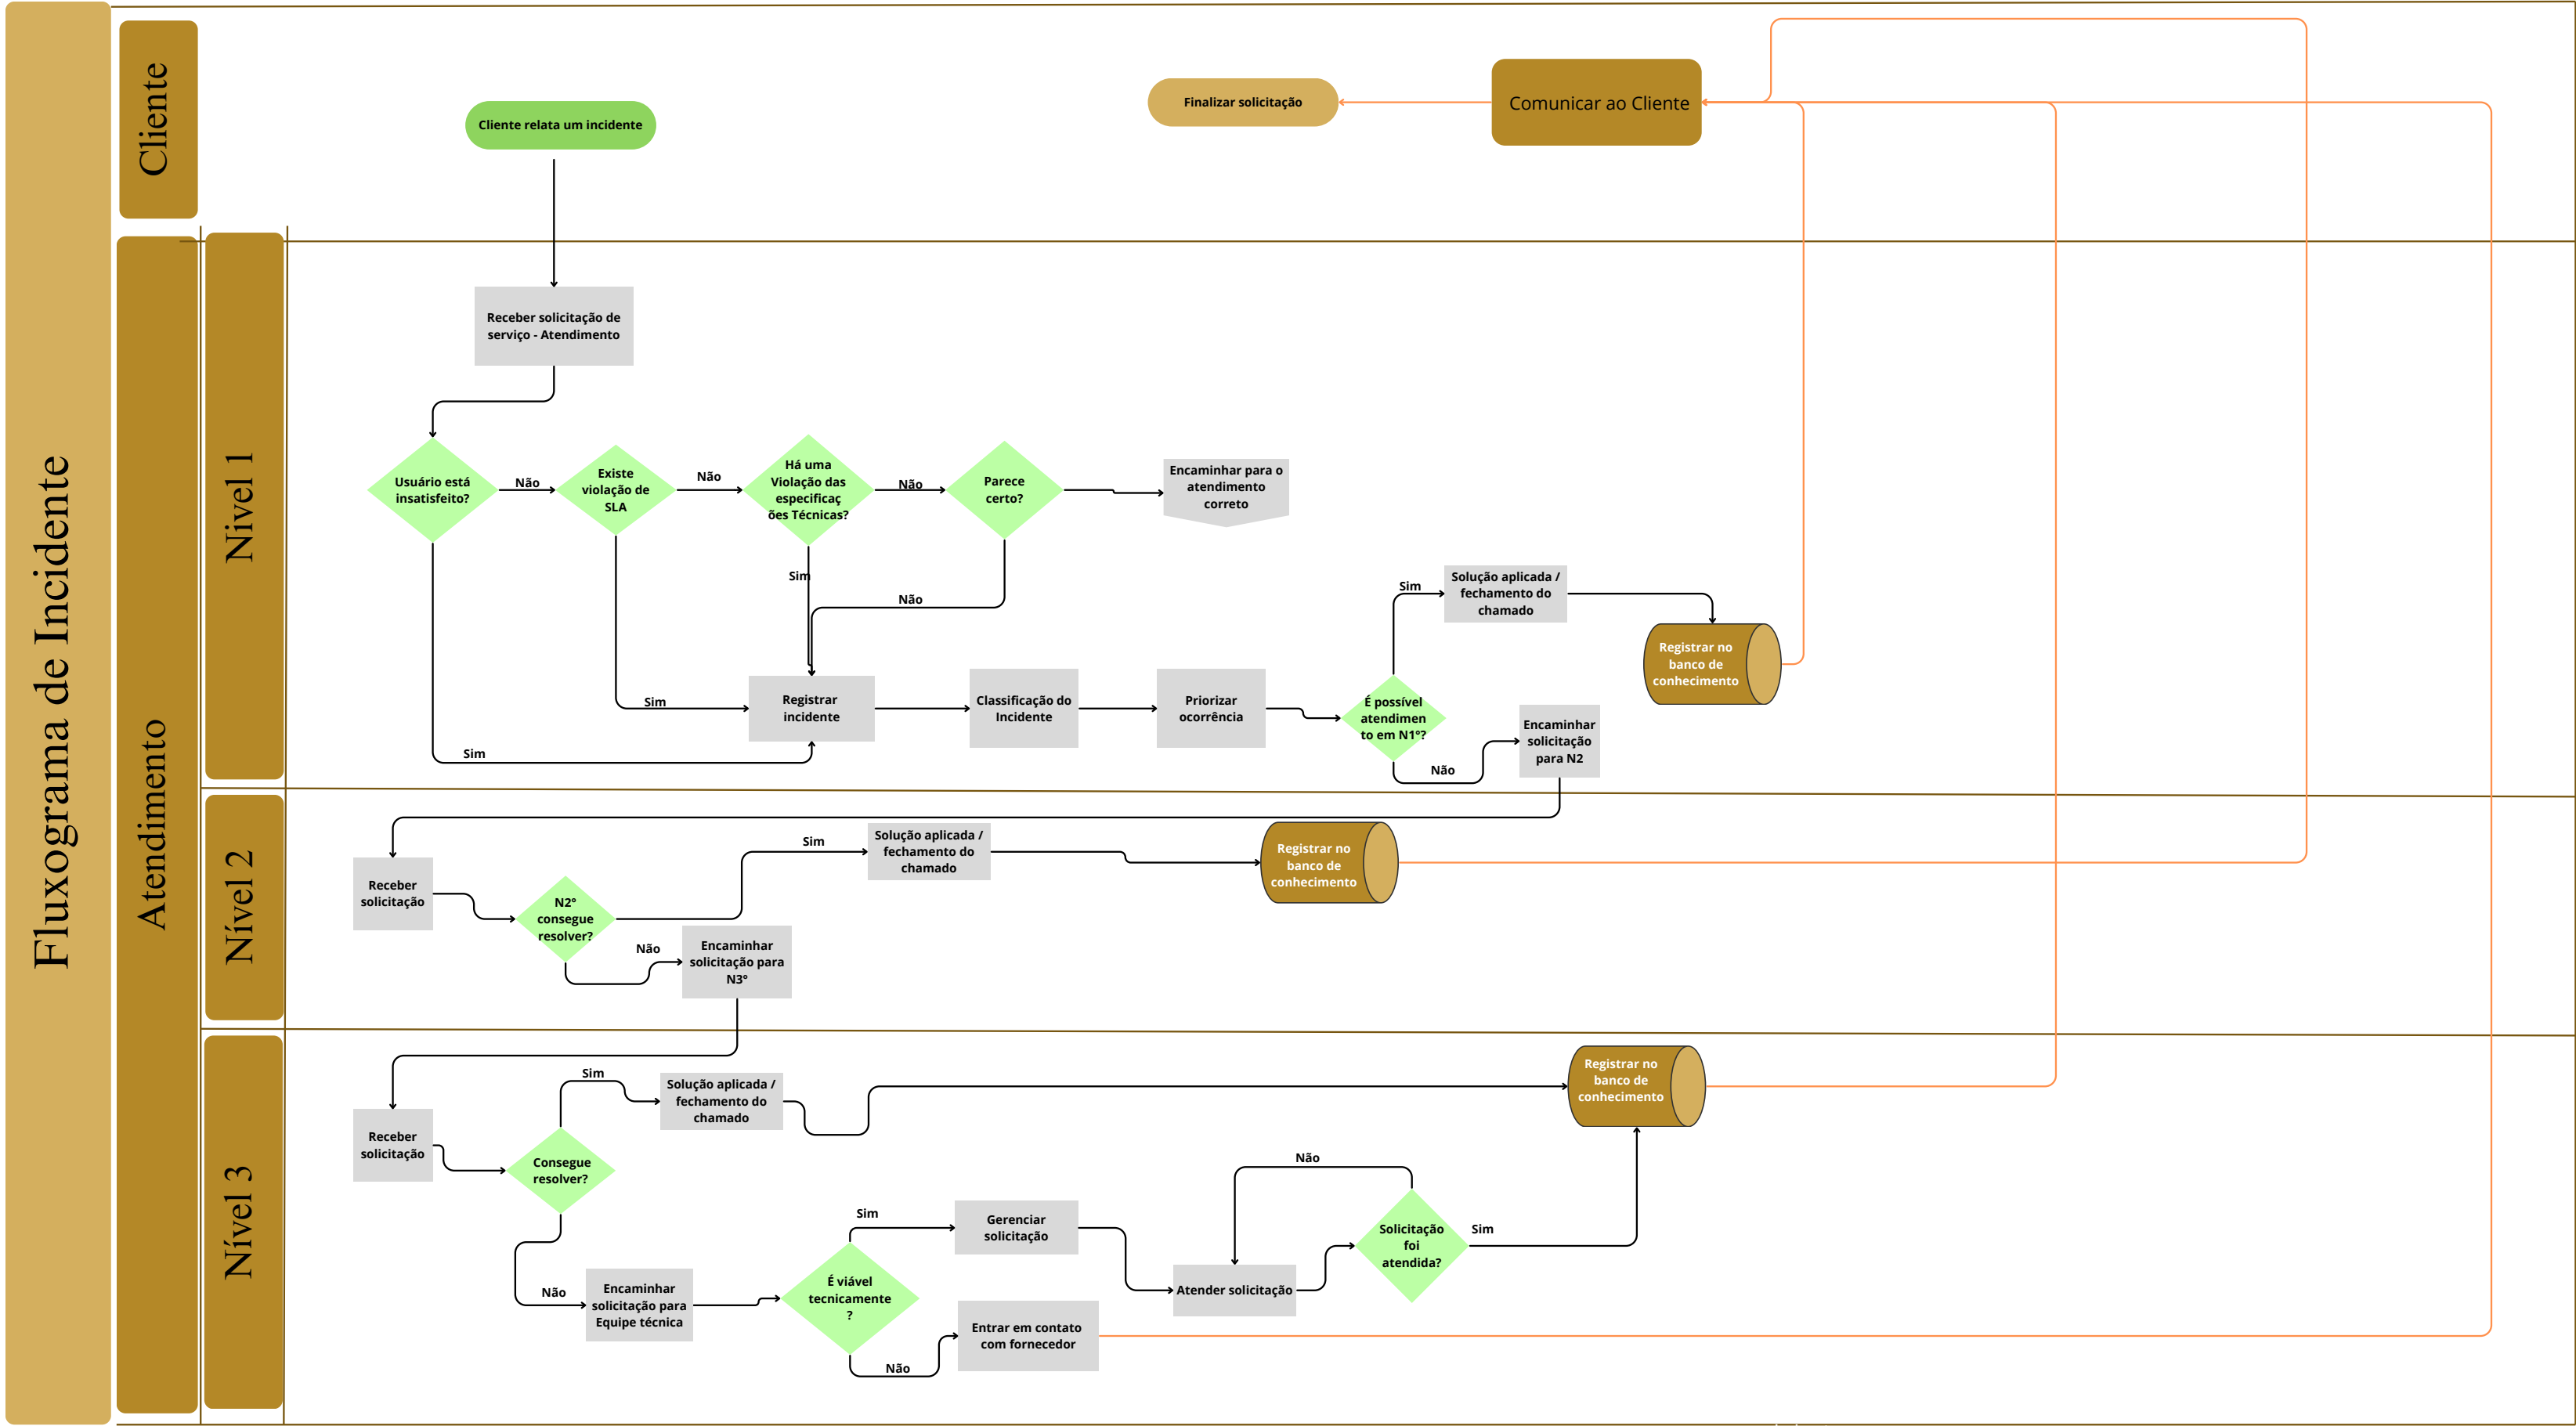 Fluxograma de Incidente
Cliente
Cliente relata um incidente
Finalizar solicitação
Comunicar ao Cliente
Atendimento
Nivel 1
Receber solicitação de
serviço - Atendimento
Usuário está
insatisfeito?
Não
Existe
violação de
SLA
Não
Há uma
Violação das
especificaç
ões Técnicas?
Não
Parece
certo?
Encaminhar para o
atendimento
correto
Sim
Não
Sim
Sim
Registrar
incidente
Classificação do
Incidente
Priorizar
ocorrência
É possível
atendimen
to em N1°?
Sim
Solução aplicada /
fechamento do
chamado
Registrar no
banco de
conhecimento
Não
Encaminhar
solicitação
para N2
Nível 2
Receber
solicitação
N2°
consegue
resolver?
Sim
Solução aplicada /
fechamento do
chamado
Registrar no
banco de
conhecimento
Não
Encaminhar
solicitação para
N3°
Nível 3
Receber
solicitação
Consegue
resolver?
Sim
Solução aplicada /
fechamento do
chamado
Registrar no
banco de
conhecimento
Não
Encaminhar
solicitação para
Equipe técnica
É viável
tecnicamente
?
Sim
Gerenciar
solicitação
Atender solicitação
Não
Solicitação
foi
atendida?
Sim
Não
Entrar em contato
com fornecedor